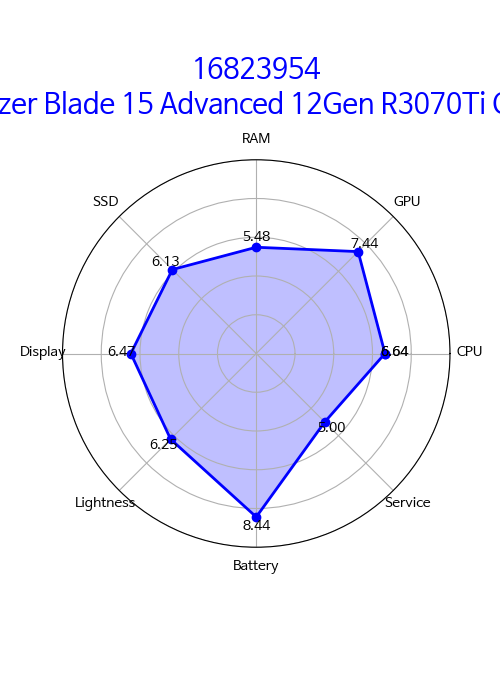 16823954
zer Blade 15 Advanced 12Gen R3070Ti
RAM
SSD
GPU
5.48
7.44
6.13
Display
6.47
6.64
CPU
6.25
5.00
Lightness
Service
8.44
Battery